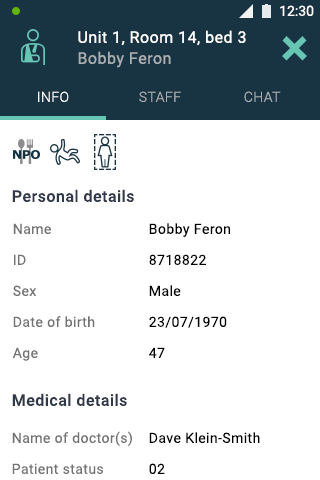 12:30
Unit 1, Room 14, bed 3
Bobby Feron
INFO STAFF CHAT
NPO
Personal details
Name Bobby Feron
ID 8718822
Sex Male
Date of birth 23/07/1970
Age 47
Medical details
Name of doctor(s) Dave Klein-Smith
Patient status 02